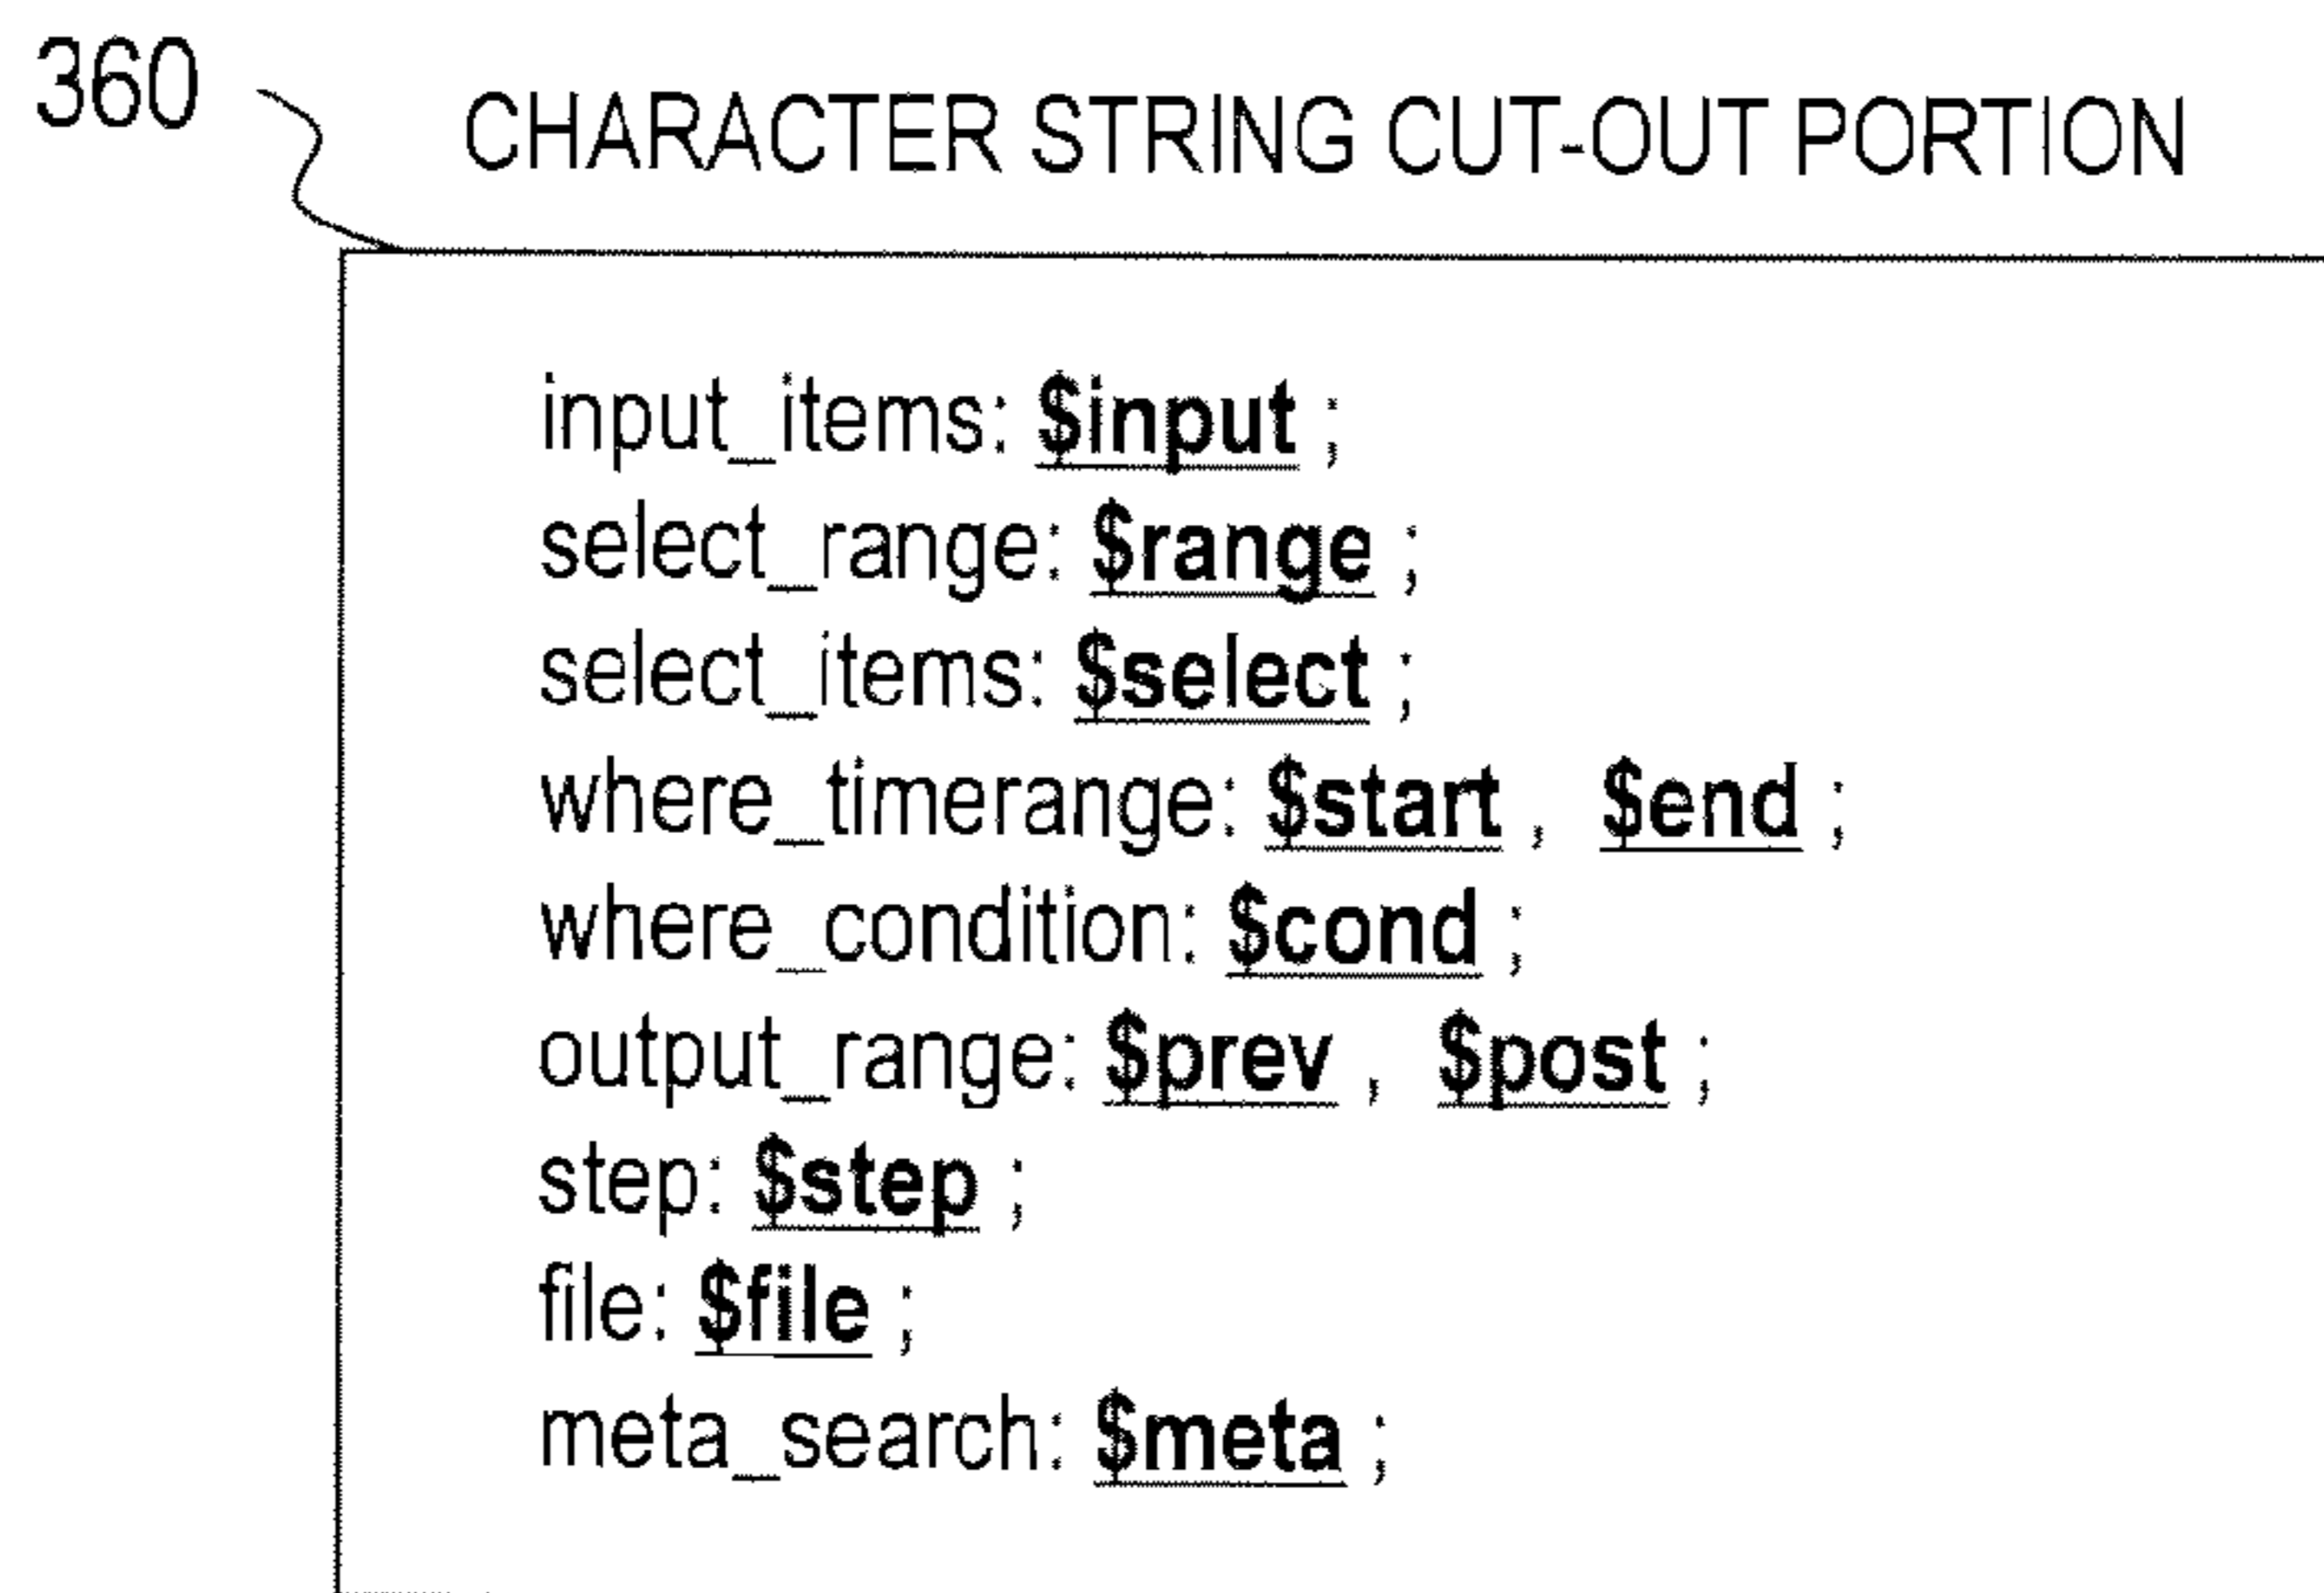 360
CHARACTER STRING CUT-OUT PORTION
input_items: $input ;
select_range: $range ;
select_items: $select ;
where_timerange: $start , $end ;
where_condition: $cond ;
output_range: $prev , $post ;
step: $step ;
file: $file ;
meta_search: $meta ;